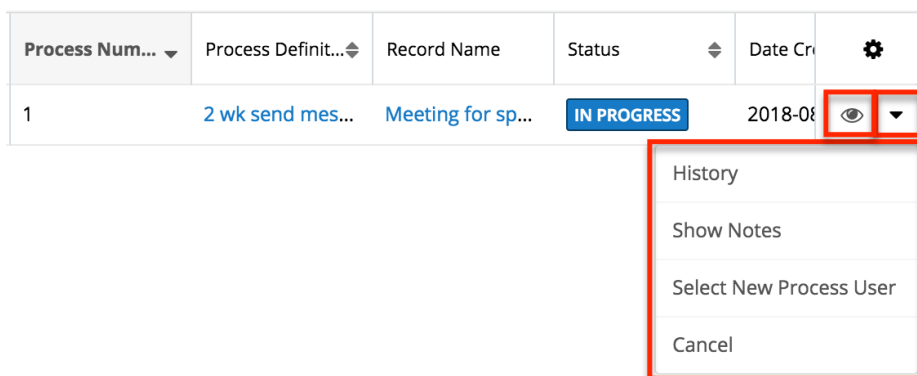 Process Num... Process Definit... Record Name Status Date Cr
1 2 wk send mes... Meeting for sp... IN PROGRESS 2018-08
History
Show Notes
Select New Process User
Cancel